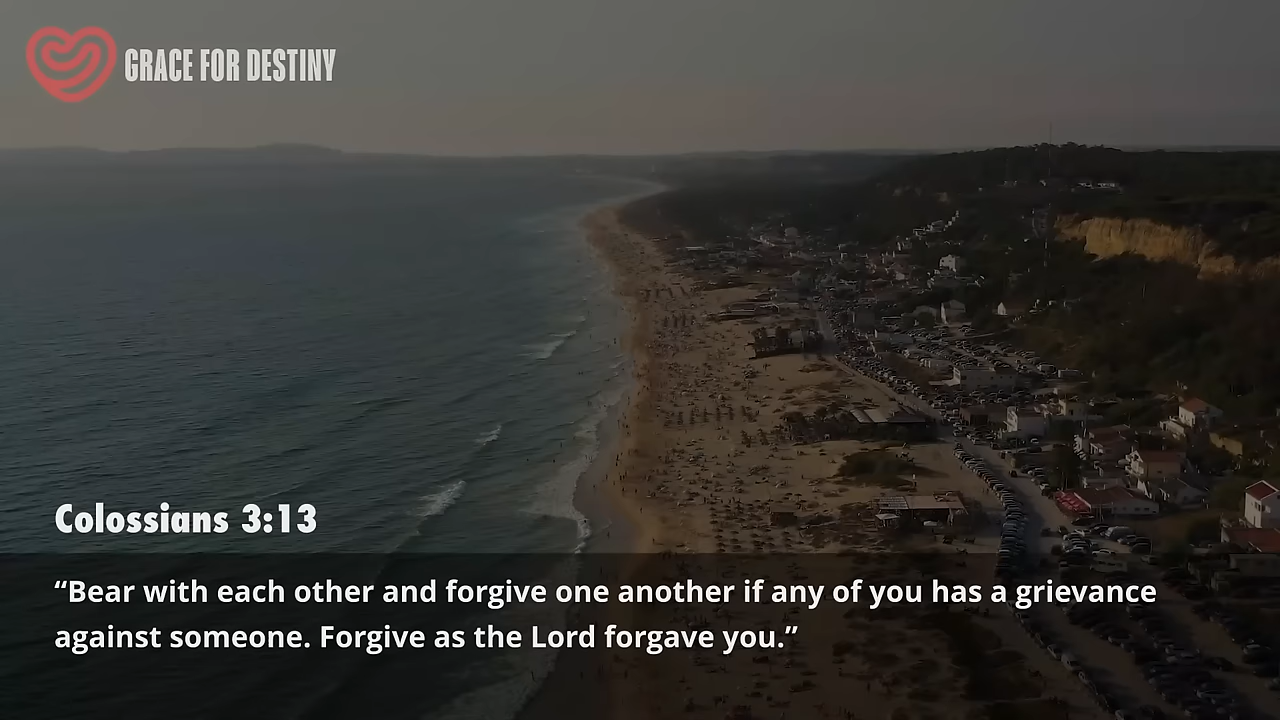 GRACE FOR DESTINY
Colossians 3:13
“Bear with each other and forgive one another if any of you has a grievance
against someone. Forgive as the Lord forgave you.”